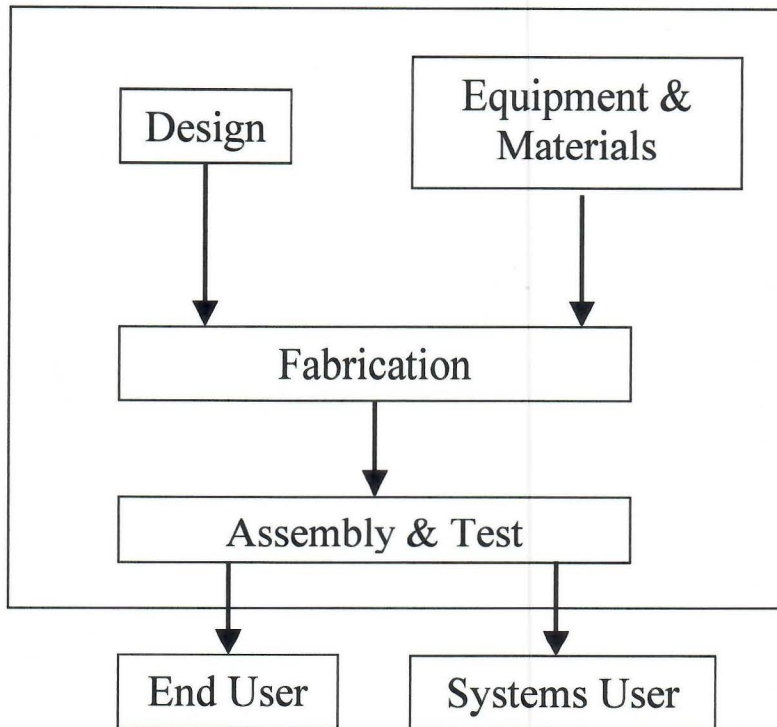 Design
Equipment &
Materials
Fabrication
Assembly & Test
End User
Systems User